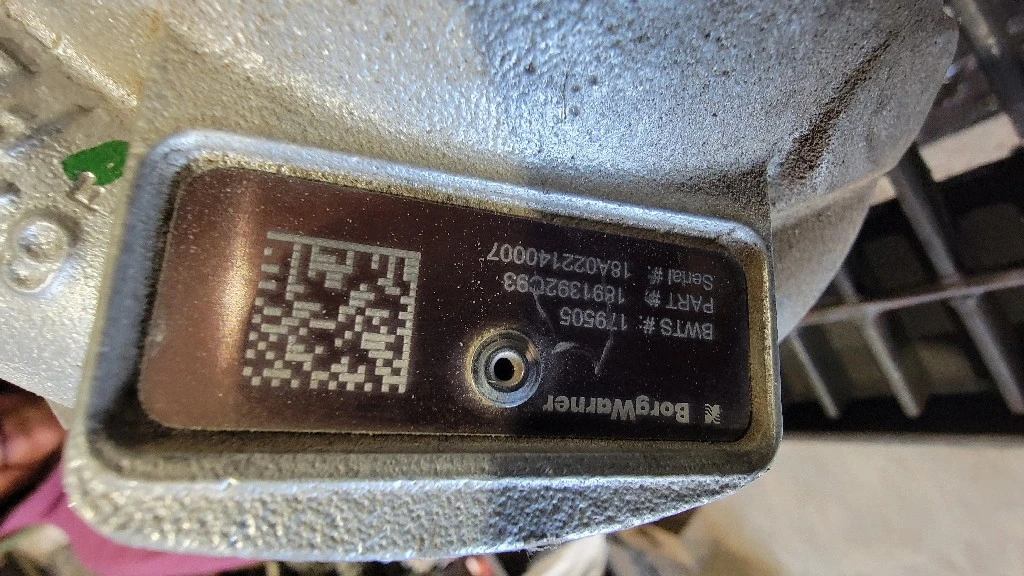 BorgWarner
BWTS #: 179505
PART #: 1891392C93
Serial #: 18A022140007